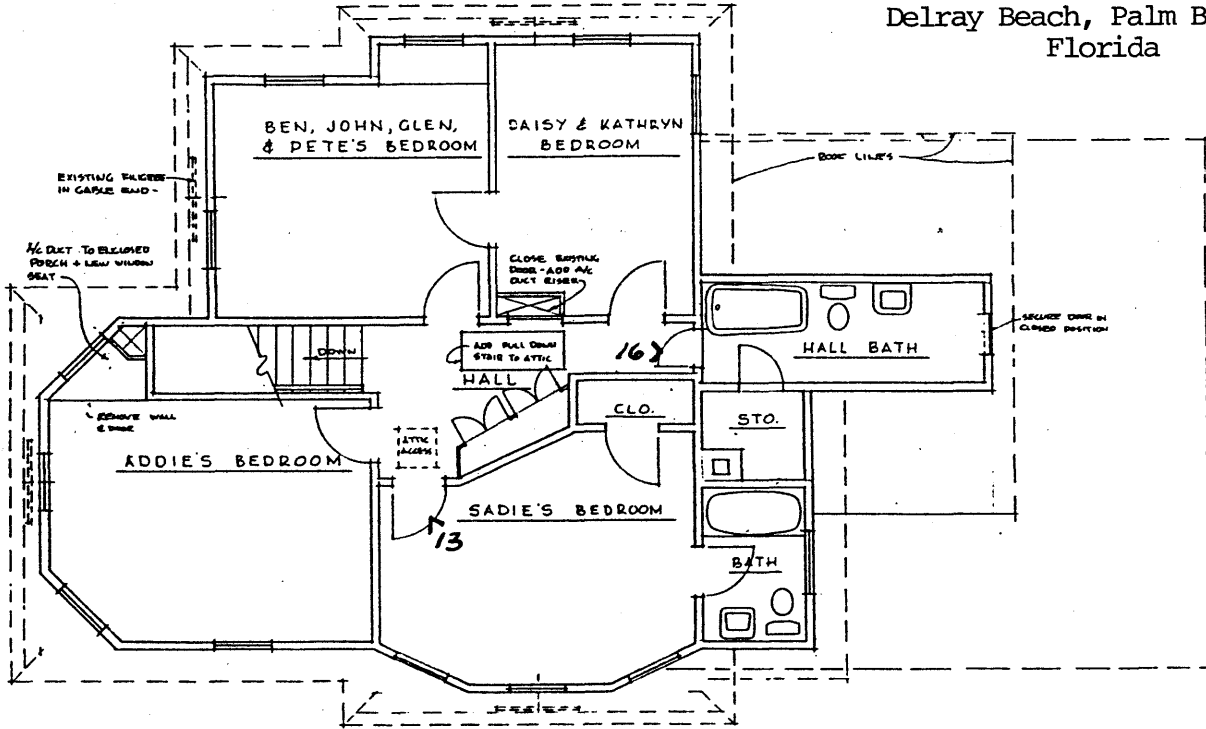 Delray Beach, Palm B
Florida
BEN, JOHN, GLEN,
& PETE'S BEDROOM
DAISY & KATHRYN
BEDROOM
ROOF LINES
EXISTING FILIGREE
IN GABLE END-
A/C DUCT TO ENCLOSED
PORCH + NEW WINDOW
SEAT
CLOSE EXISTING
DOOR - ADD A/C
DUCT RISER
SECURE DOOR IN
CLOSED POSITION
DOWN
ADD PULL DOWN
STAIR TO ATTIC
16
HALL BATH
HALL
REMOVE WALL
& DOOR
CLO.
STO.
ATTIC
ACCESS
ADDIE'S BEDROOM
SADIE'S BEDROOM
13
BATH